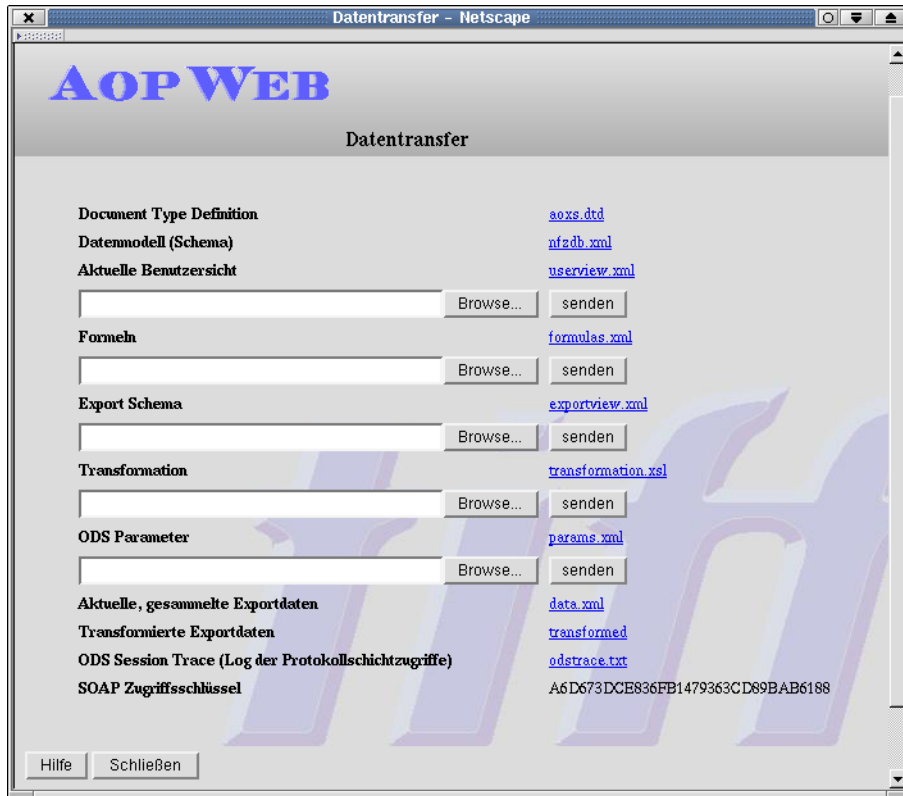 Datentransfer - Netscape
AOP WEB
Datentransfer
Document Type Definition aoxs.dtd
Datenmodell (Schema) nfzdb.xml
Aktuelle Benutzersicht userview.xml
Browse... senden
Formeln formulas.xml
Browse... senden
Export Schema exportview.xml
Browse... senden
Transformation transformation.xsl
Browse... senden
ODS Parameter params.xml
Browse... senden
Aktuelle, gesammelte Exportdaten data.xml
Transformierte Exportdaten transformed
ODS Session Trace (Log der Protokollschichtzugriffe) odstrace.txt
SOAP Zugriffsschlüssel A6D673DCE836FB1479363CD89BAB6188
Hilfe Schließen